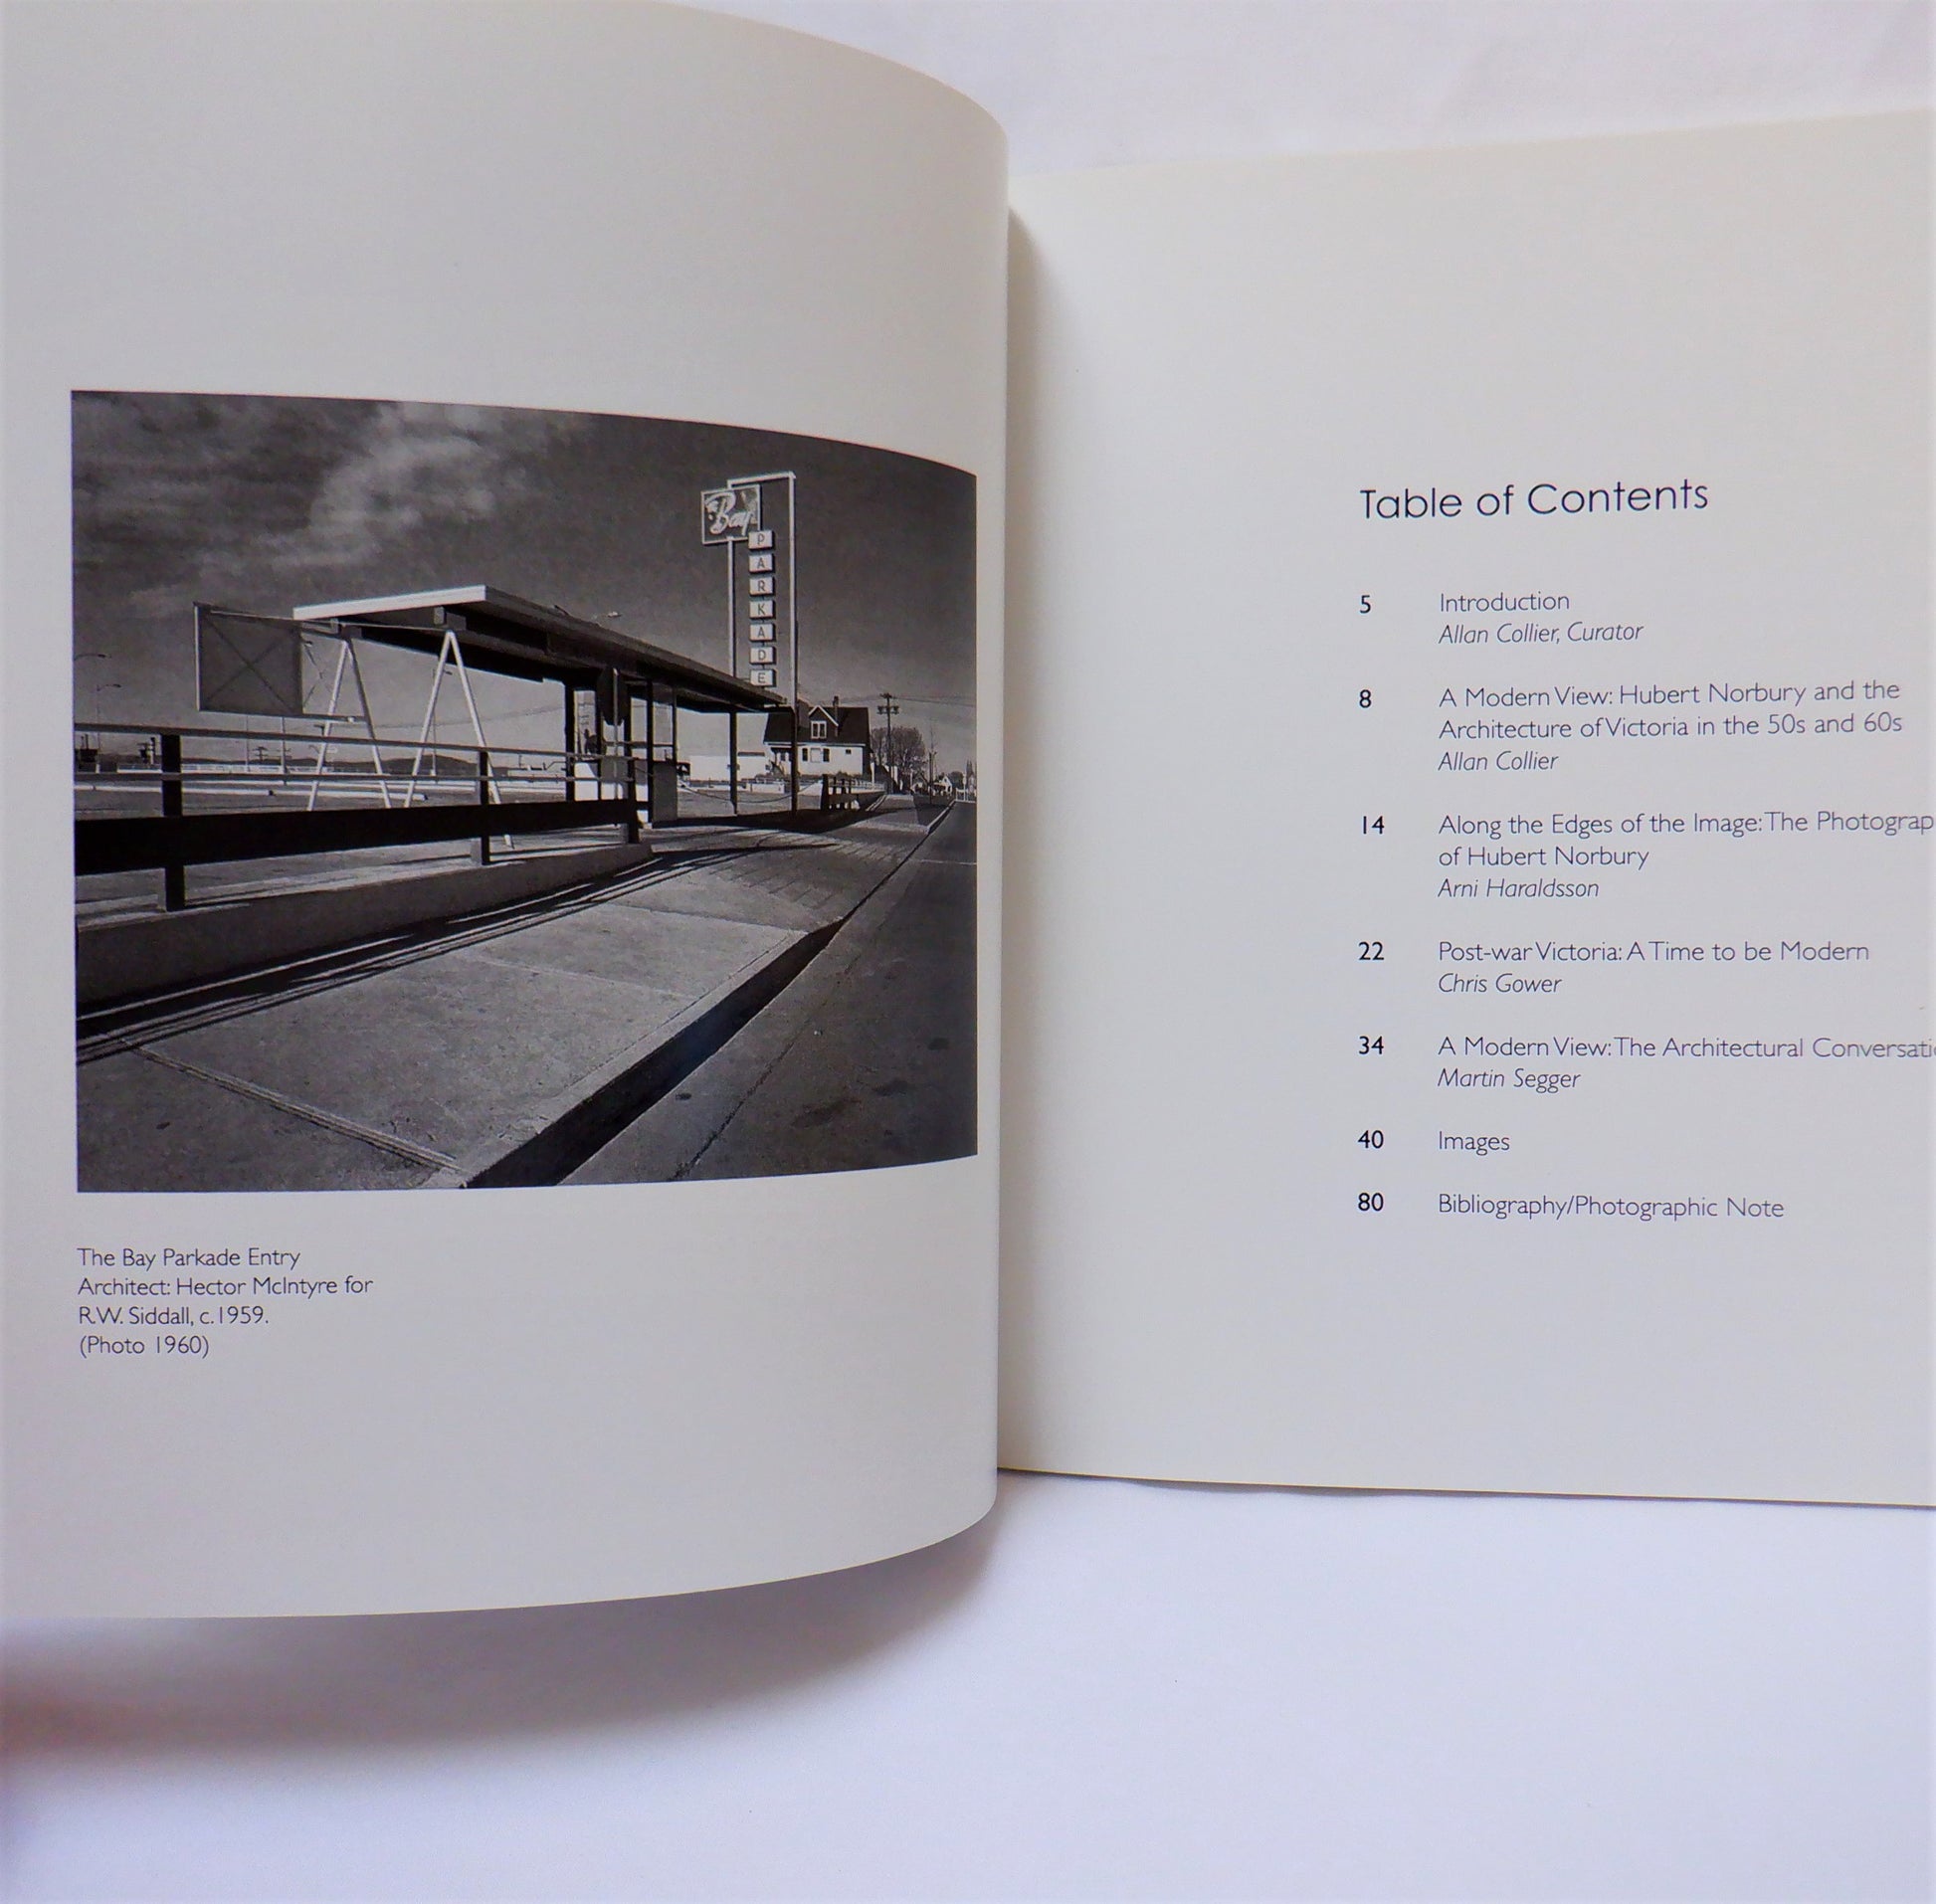 Bay
PARKADE
The Bay Parkade Entry
Architect: Hector McIntyre for
R.W. Siddall, c.1959.
(Photo 1960)
Table of Contents
5 Introduction
Allan Collier, Curator
8 A Modern View: Hubert Norbury and the
Architecture of Victoria in the 50s and 60s
Allan Collier
14 Along the Edges of the Image: The Photograp
of Hubert Norbury
Arni Haraldsson
22 Post-war Victoria: A Time to be Modern
Chris Gower
34 A Modern View: The Architectural Conversati
Martin Segger
40 Images
80 Bibliography/Photographic Note